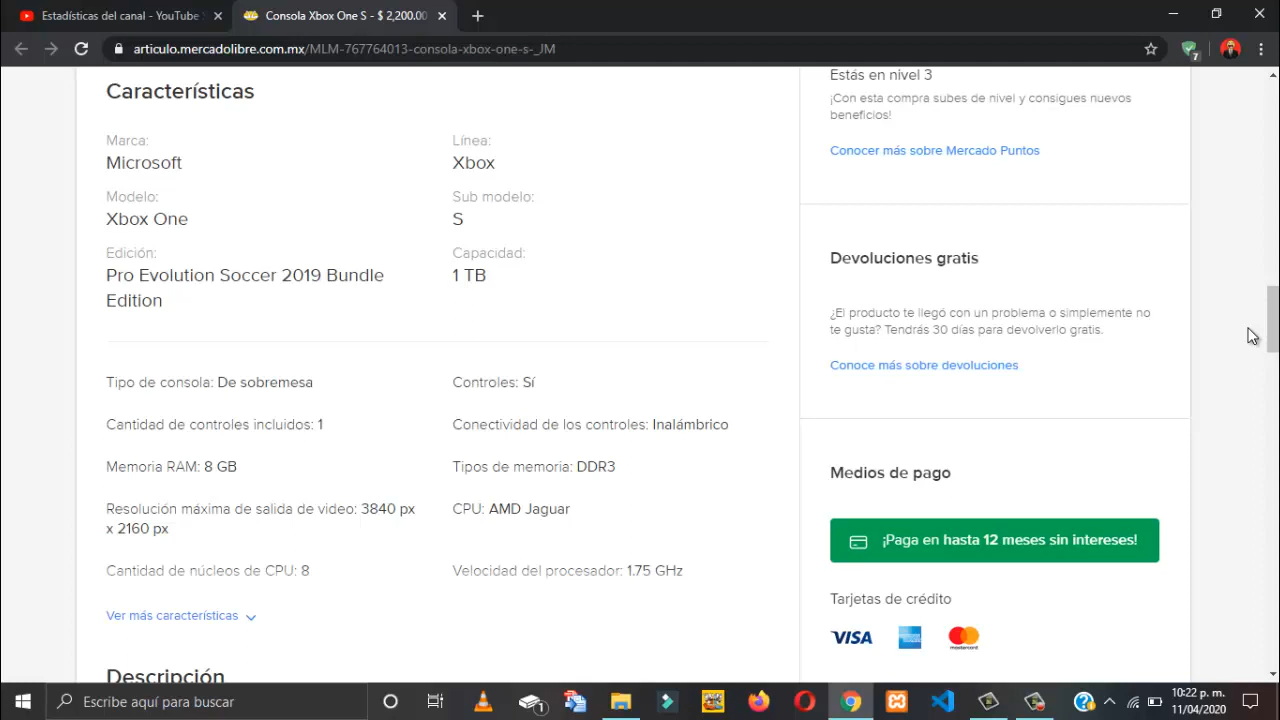 Estadísticas del canal - YouTube
Consola Xbox One S - $ 2,200.00
articulo.mercadolibre.com.mx/MLM-767764013-consola-xbox-one-s-_JM
7
Características
Marca:
Microsoft
Línea:
Xbox
Modelo:
Xbox One
Sub modelo:
S
Edición:
Pro Evolution Soccer 2019 Bundle
Edition
Capacidad:
1 TB
Tipo de consola: De sobremesa
Controles: Sí
Cantidad de controles incluidos: 1
Conectividad de los controles: Inalámbrico
Memoria RAM: 8 GB
Tipos de memoria: DDR3
Resolución máxima de salida de video: 3840 px
x 2160 px
CPU: AMD Jaguar
Cantidad de núcleos de CPU: 8
Velocidad del procesador: 1.75 GHz
Ver más características
Descripción
Estás en nivel 3
¡Con esta compra subes de nivel y consigues nuevos
beneficios!
Conocer más sobre Mercado Puntos
Devoluciones gratis
¿El producto te llegó con un problema o simplemente no
te gusta? Tendrás 30 días para devolverlo gratis.
Conoce más sobre devoluciones
Medios de pago
¡Paga en hasta 12 meses sin intereses!
Tarjetas de crédito
VISA
mastercard
Escribe aquí para buscar
1
10:22 p. m.
11/04/2020